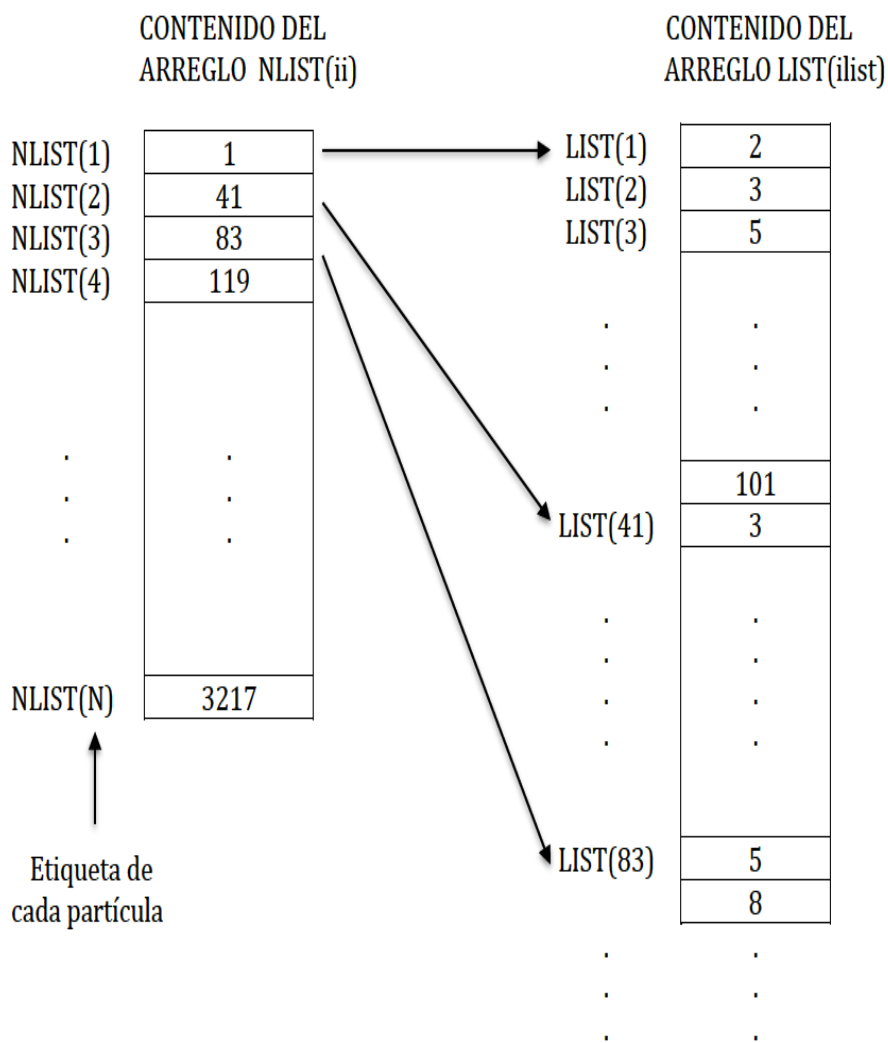 CONTENIDO DEL
ARREGLO NLIST(ii)
NLIST(1) 1
NLIST(2) 41
NLIST(3) 83
NLIST(4) 119
. .
. .
. .
NLIST(N) 3217
Etiqueta de
cada partícula
CONTENIDO DEL
ARREGLO LIST(ilist)
LIST(1) 2
LIST(2) 3
LIST(3) 5
. .
. .
. .
101
LIST(41) 3
. .
. .
. .
. .
LIST(83) 5
8
. .
. .
. .